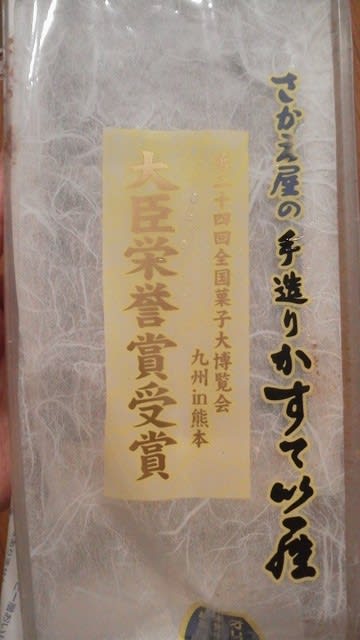 さかえ屋の手造りかすて以羅
第二十四回全国菓子大博覧会
九州in熊本
大臣栄誉賞受賞